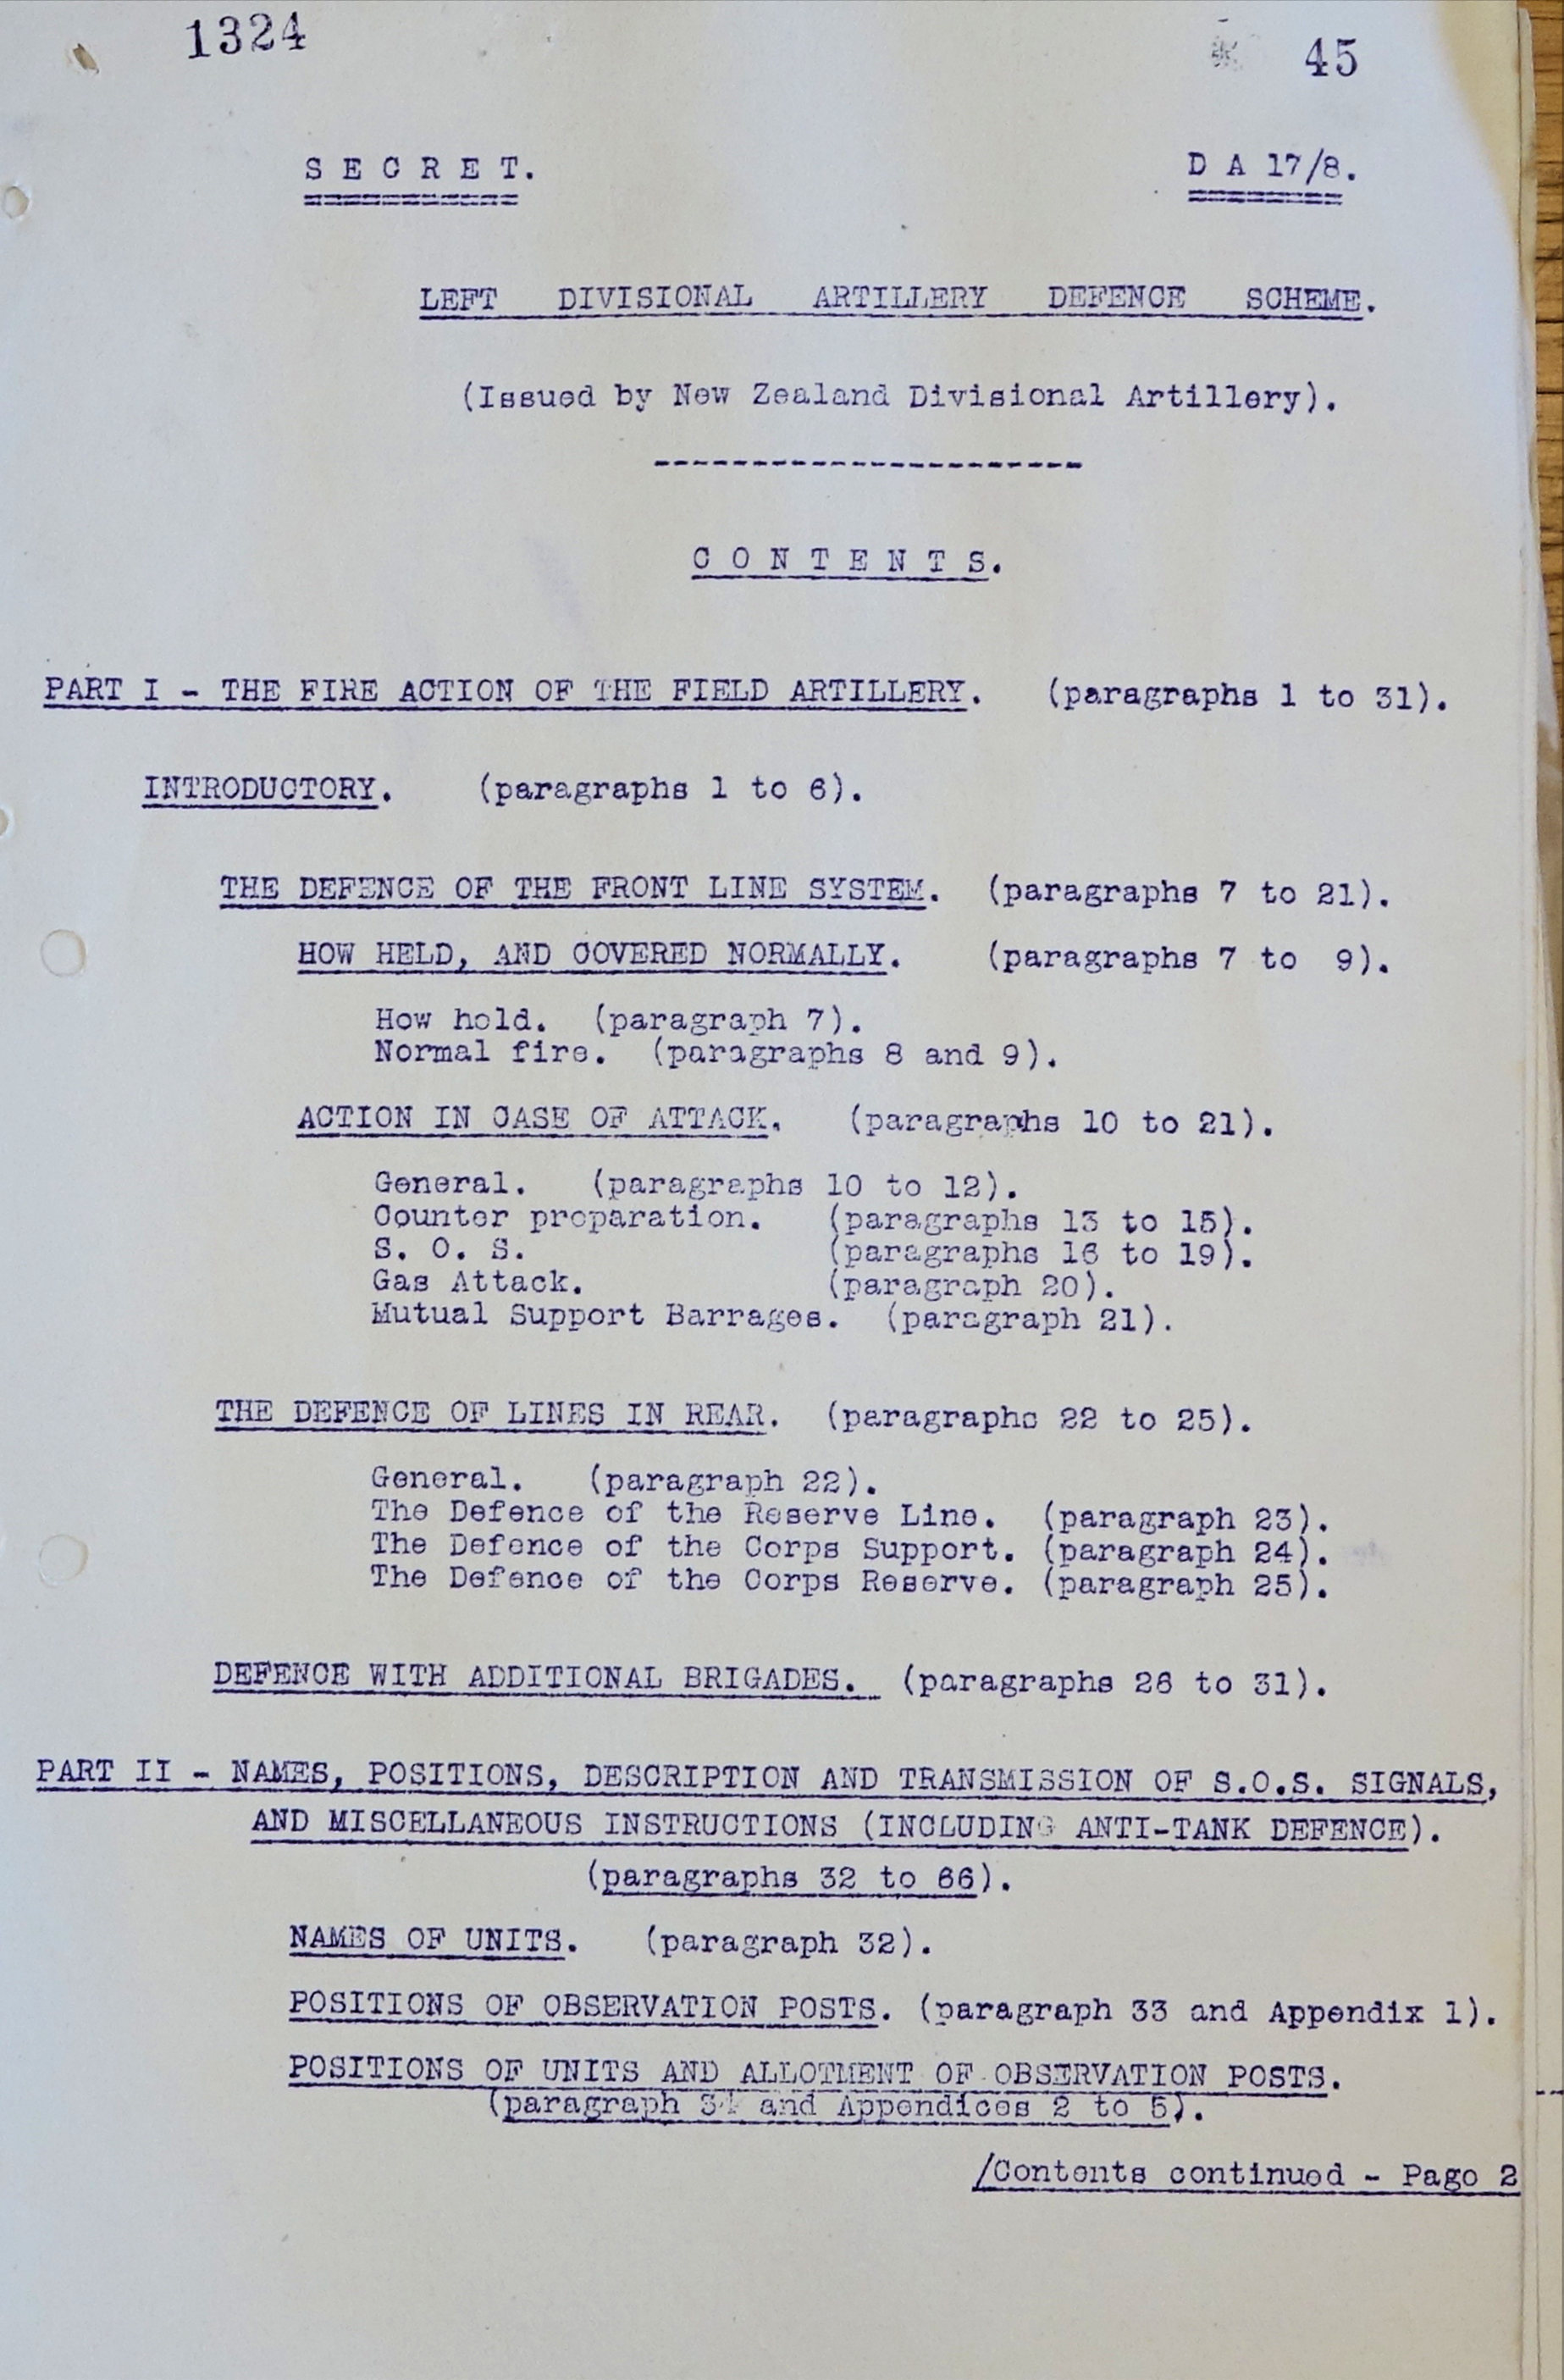 1324
45
S E C R E T.
D A 17/8.
LEFT DIVISIONAL ARTILLERY DEFENCE SCHEME.
(Issued by New Zealand Divisional Artillery).
----------------------
C O N T E N T S.
PART I - THE FIRE ACTION OF THE FIELD ARTILLERY. (paragraphs 1 to 31).
INTRODUCTORY. (paragraphs 1 to 6).
THE DEFENCE OF THE FRONT LINE SYSTEM. (paragraphs 7 to 21).
HOW HELD, AND COVERED NORMALLY. (paragraphs 7 to 9).
How held. (paragraph 7).
Normal fire. (paragraphs 8 and 9).
ACTION IN CASE OF ATTACK. (paragraphs 10 to 21).
General. (paragraphs 10 to 12).
Counter preparation. (paragraphs 13 to 15).
S. O. S. (paragraphs 16 to 19).
Gas Attack. (paragraph 20).
Mutual Support Barrages. (paragraph 21).
THE DEFENCE OF LINES IN REAR. (paragraphs 22 to 25).
General. (paragraph 22).
The Defence of the Reserve Line. (paragraph 23).
The Defence of the Corps Support. (paragraph 24).
The Defence of the Corps Reserve. (paragraph 25).
DEFENCE WITH ADDITIONAL BRIGADES. (paragraphs 26 to 31).
PART II - NAMES, POSITIONS, DESCRIPTION AND TRANSMISSION OF S.O.S. SIGNALS,
AND MISCELLANEOUS INSTRUCTIONS (INCLUDING ANTI-TANK DEFENCE).
(paragraphs 32 to 66).
NAMES OF UNITS. (paragraph 32).
POSITIONS OF OBSERVATION POSTS. (paragraph 33 and Appendix 1).
POSITIONS OF UNITS AND ALLOTMENT OF OBSERVATION POSTS.
(paragraph 34 and Appendices 2 to 5).
/Contents continued - Page 2